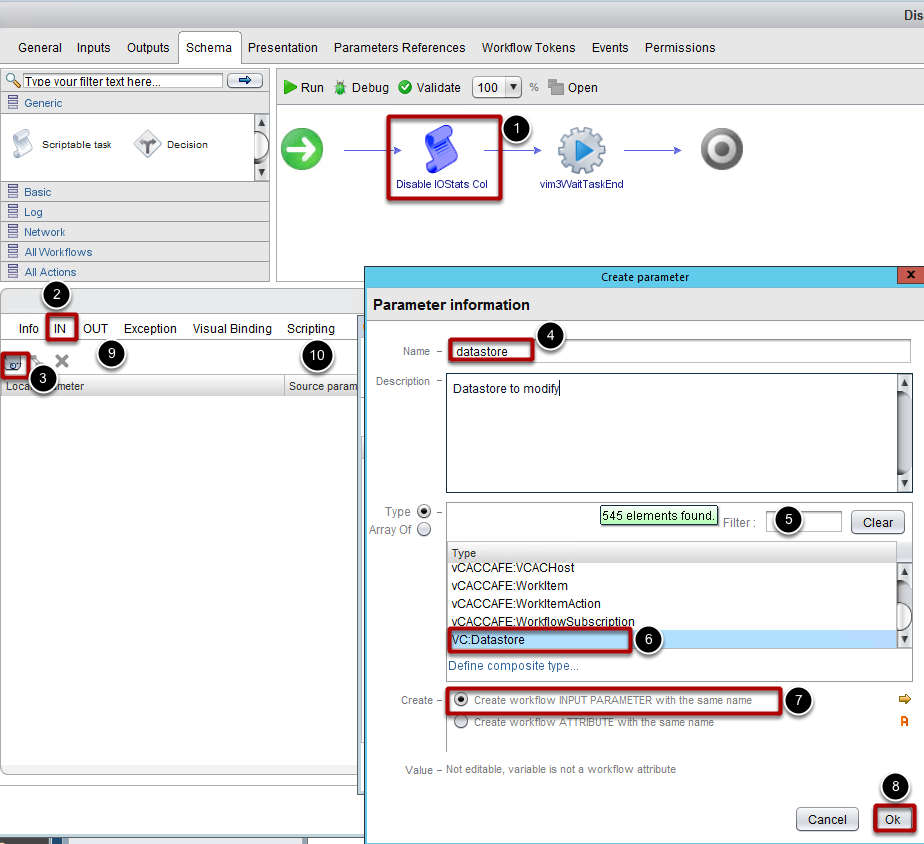 Dis
General Inputs Outputs Schema Presentation Parameters References Workflow Tokens Events Permissions
Type your filter text here...
Run Debug Validate 100 % Open
Generic
Scriptable task Decision
1
Disable IOStats Col vim3WaitTaskEnd
Basic
Log
Network
All Workflows
All Actions
2
Info IN OUT Exception Visual Binding Scripting
3 9 10
Local meter Source param
Create parameter x
Parameter information
4
Name datastore
Description Datastore to modify
Type
Array Of
545 elements found. Filter : 5 Clear
Type
vCACCAFE:VCACHost
vCACCAFE:WorkItem
vCACCAFE:WorkItemAction
vCACCAFE:WorkflowSubscription
VC:Datastore 6
Define composite type...
Create Create workflow INPUT PARAMETER with the same name 7
Create workflow ATTRIBUTE with the same name A
Value Not editable, variable is not a workflow attribute
8
Cancel Ok